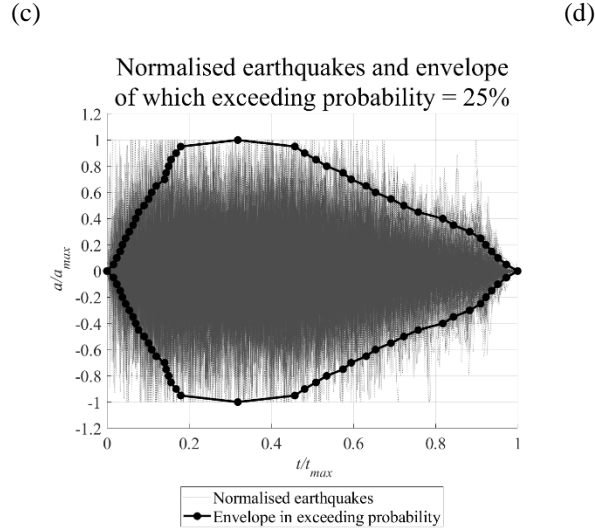 (c) (d)
Normalised earthquakes and envelope
of which exceeding probability = 25%
1.2
1
0.8
0.6
0.4
0.2
0
-0.2
-0.4
-0.6
-0.8
-1
-1.2
a/a_max
0 0.2 0.4 0.6 0.8 1
t/t_max
Normalised earthquakes
Envelope in exceeding probability